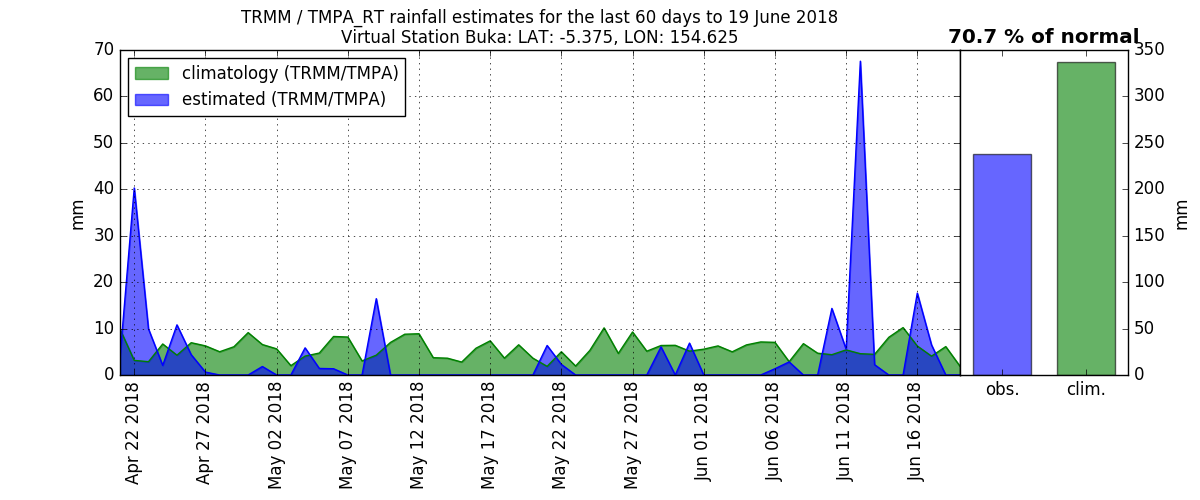 TRMM / TMPA_RT rainfall estimates for the last 60 days to 19 June 2018
Virtual Station Buka: LAT: -5.375, LON: 154.625
70.7 % of normal
climatology (TRMM/TMPA)
estimated (TRMM/TMPA)
mm
70
60
50
40
30
20
10
0
Apr 22 2018
Apr 27 2018
May 02 2018
May 07 2018
May 12 2018
May 17 2018
May 22 2018
May 27 2018
Jun 01 2018
Jun 06 2018
Jun 11 2018
Jun 16 2018
obs.
clim.
350
300
250
200
150
100
50
0
mm